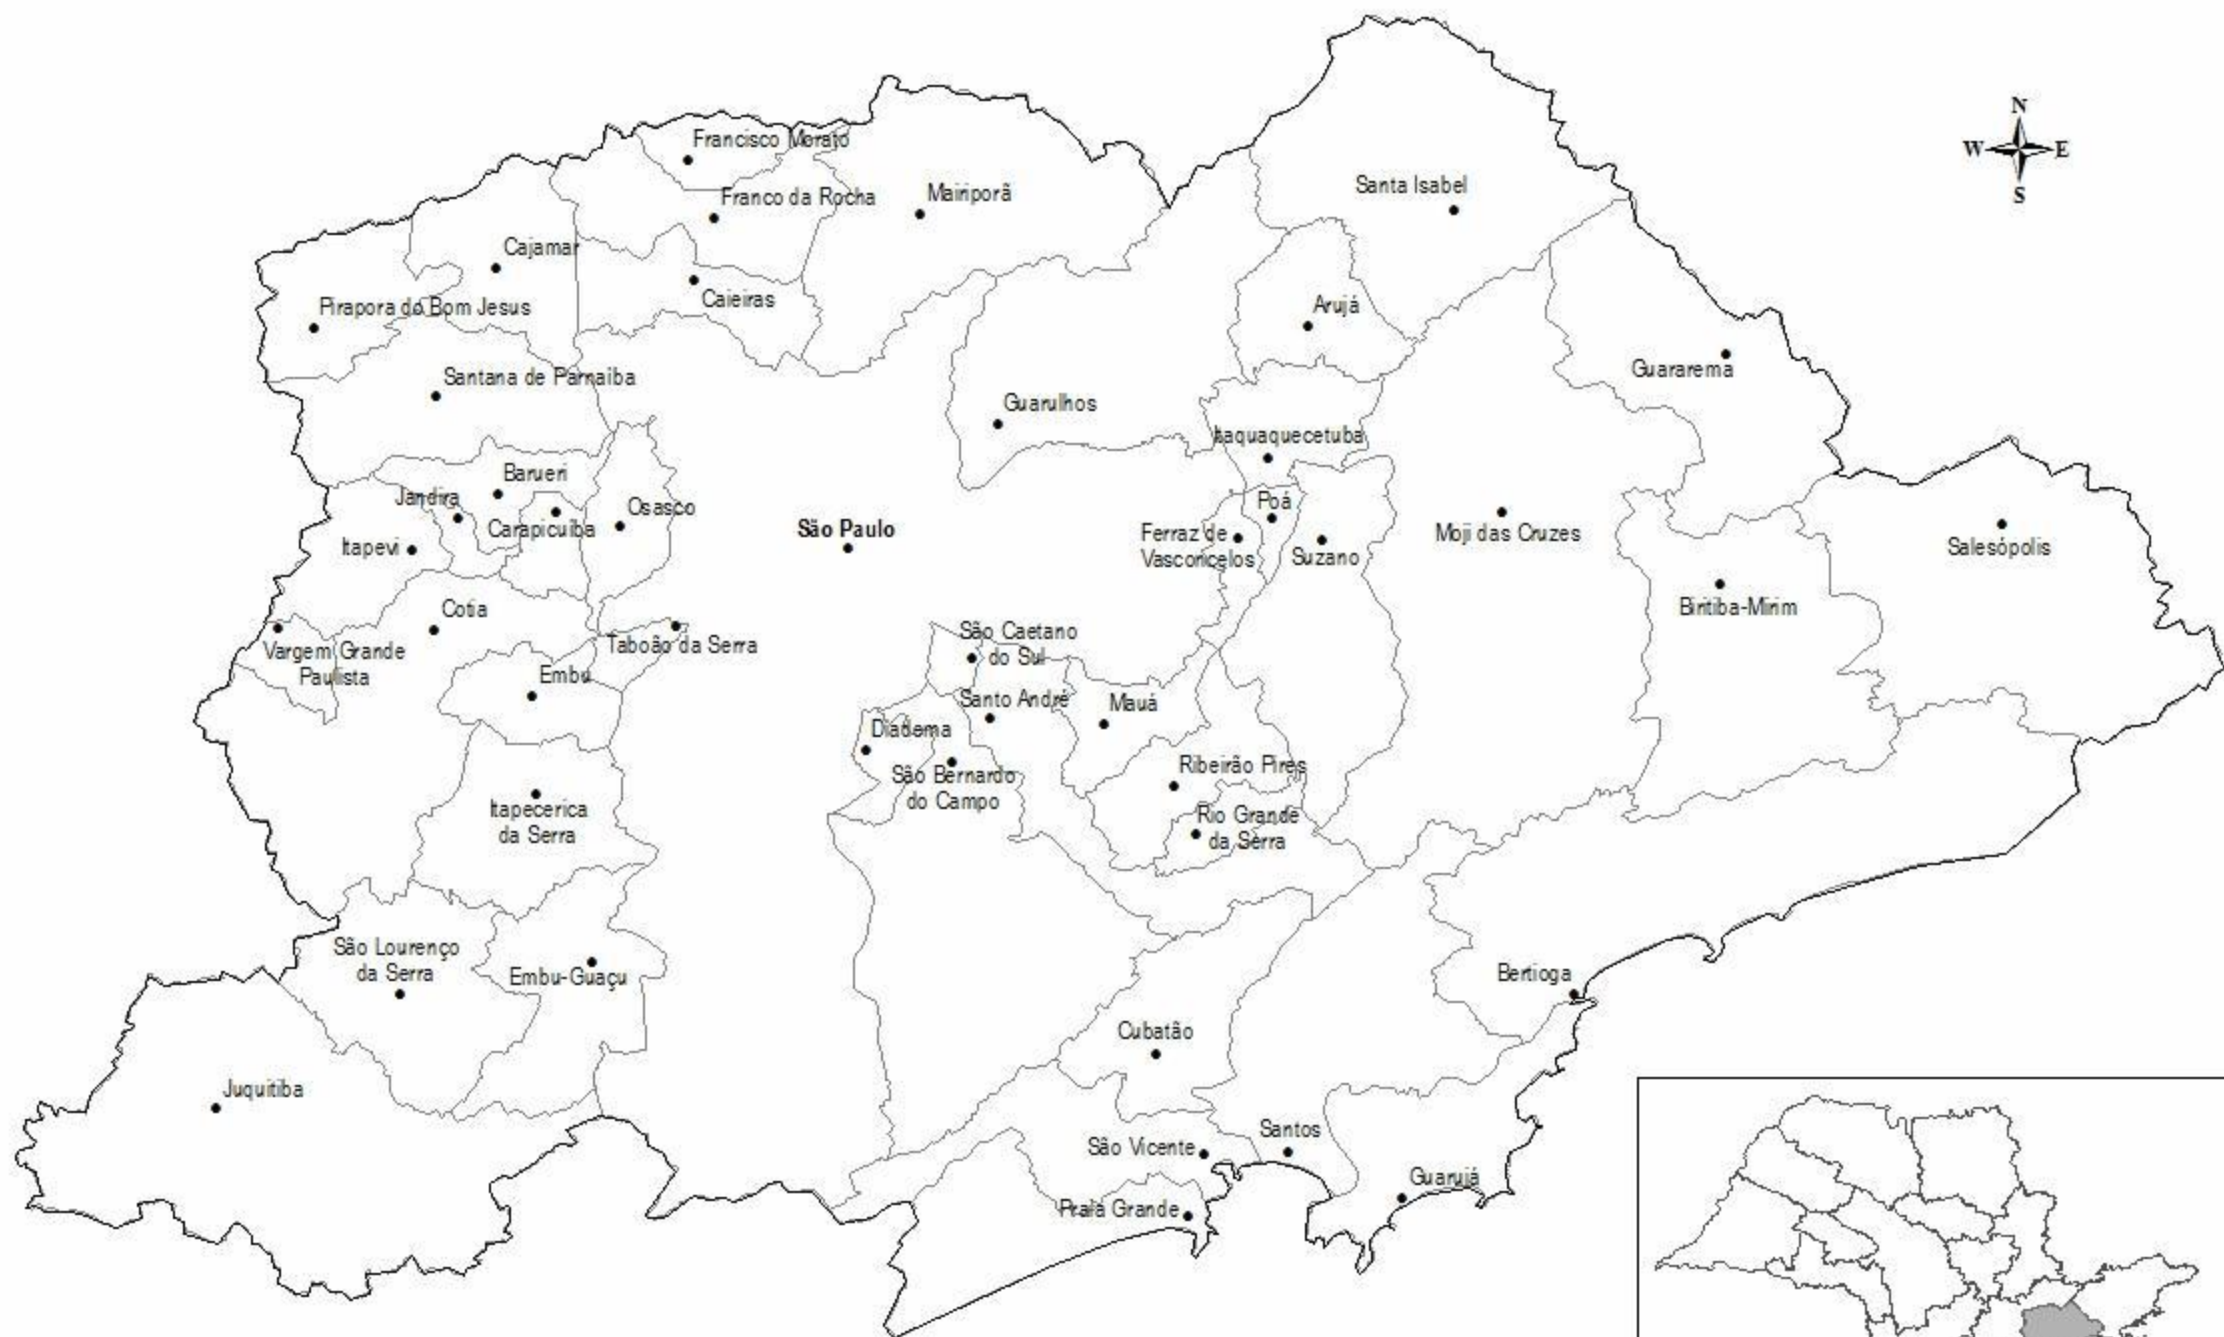 N
W E
S
Francisco Morato
Franco da Rocha
Mairiporã
Santa Isabel
Cajamar
Caieiras
Pirapora do Bom Jesus
Arujá
Santana de Parnaíba
Guararema
Guarulhos
Itaquaquecetuba
Barueri
Jandira
Carapicuíba
Osasco
Poá
São Paulo
Ferraz de
Vasconcelos
Suzano
Moji das Cruzes
Itapevi
Salesópolis
Cotia
Biritiba-Mirim
Vargem Grande
Paulista
Taboão da Serra
São Caetano
do Sul
Embu
Santo André
Mauá
Diadema
São Bernardo
do Campo
Ribeirão Pires
Itapecerica
da Serra
Rio Grande
da Serra
São Lourenço
da Serra
Embu-Guaçu
Bertioga
Cubatão
Juquitiba
São Vicente
Santos
Guarujá
Praia Grande